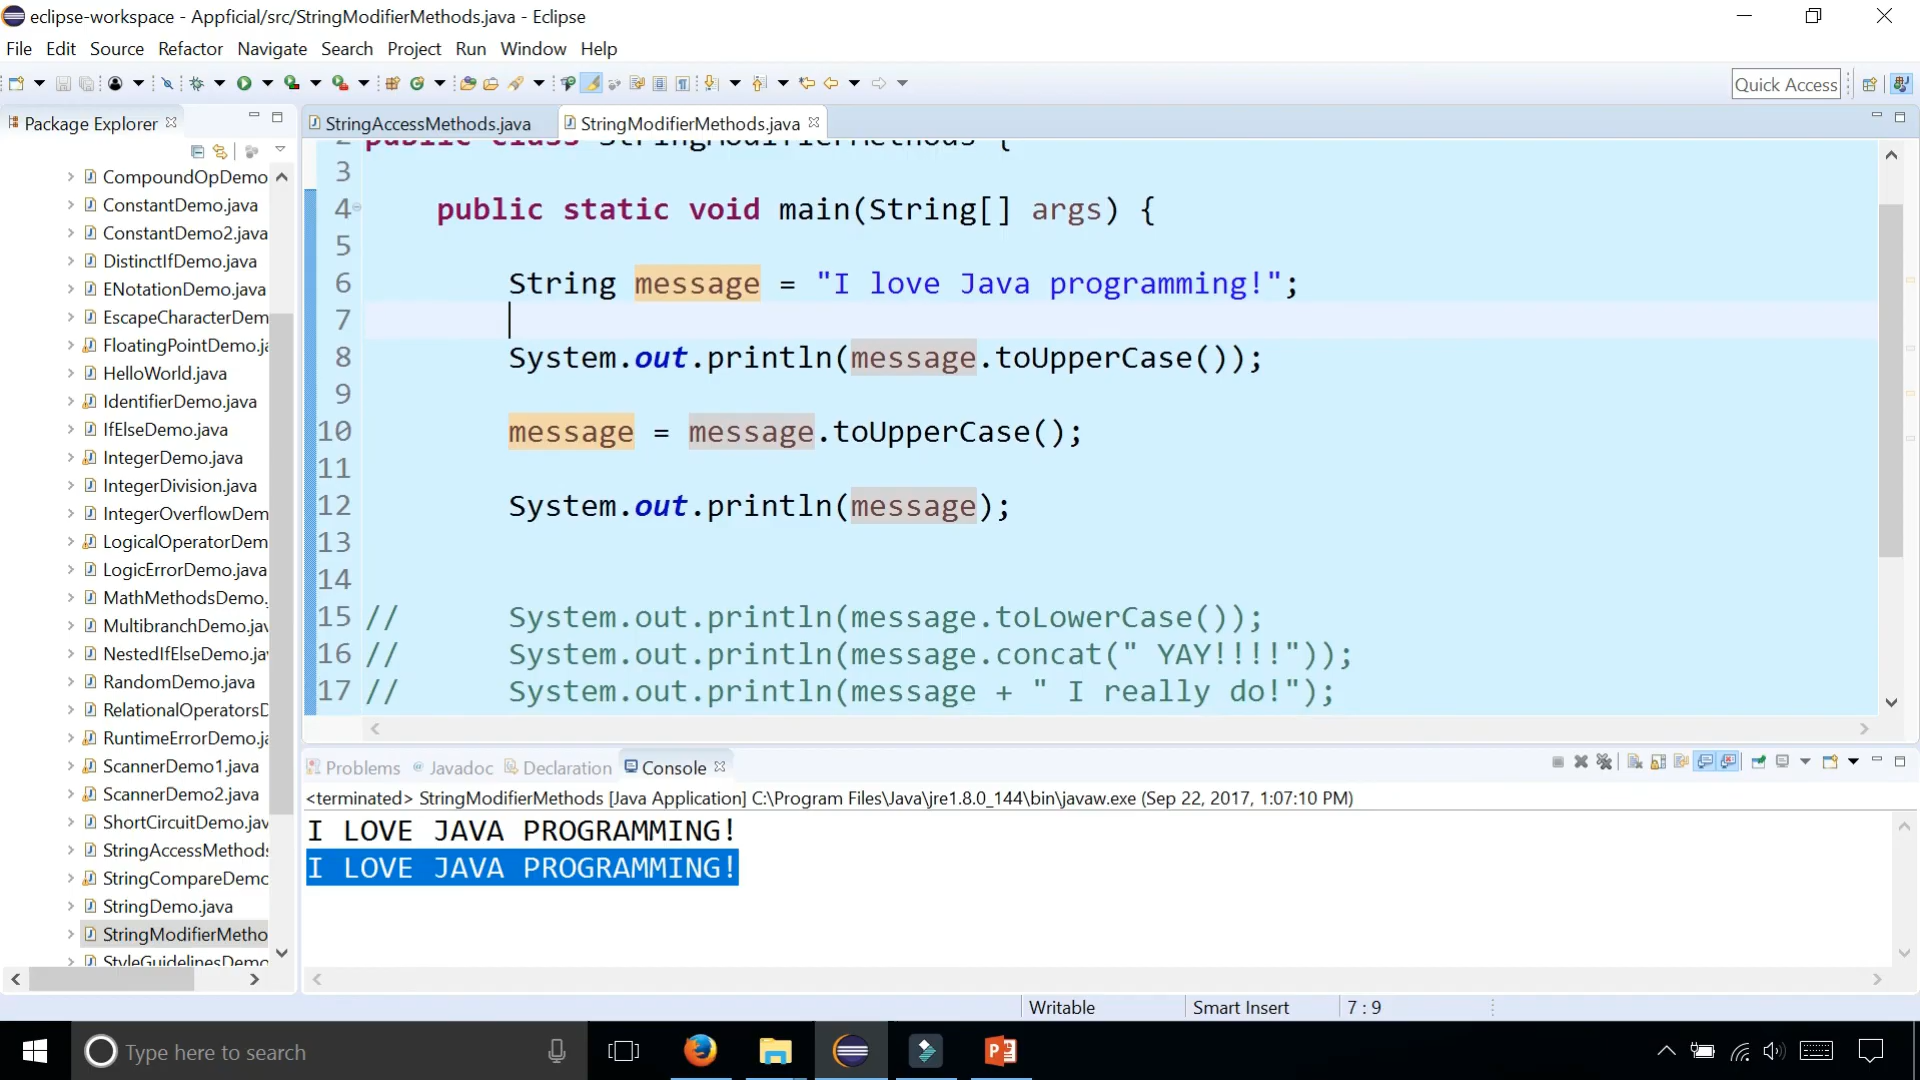 eclipse-workspace - Appficial/src/StringModifierMethods.java - Eclipse
File Edit Source Refactor Navigate Search Project Run Window Help
Quick Access
Package Explorer
StringAccessMethods.java
StringModifierMethods.java
CompoundOpDemo
ConstantDemo.java
ConstantDemo2.java
DistinctIfDemo.java
ENotationDemo.java
EscapeCharacterDem
FloatingPointDemo.ja
HelloWorld.java
IdentifierDemo.java
IfElseDemo.java
IntegerDemo.java
IntegerDivision.java
IntegerOverflowDem
LogicalOperatorDem
LogicErrorDemo.java
MathMethodsDemo.
MultibranchDemo.jav
NestedIfElseDemo.jav
RandomDemo.java
RelationalOperatorsD
RuntimeErrorDemo.ja
ScannerDemo1.java
ScannerDemo2.java
ShortCircuitDemo.jav
StringAccessMethods
StringCompareDemo
StringDemo.java
StringModifierMetho
StyleGuidelinesDemo
2 public class StringModifierMethods {
3
4 public static void main(String[] args) {
5
6 String message = "I love Java programming!";
7
8 System.out.println(message.toUpperCase());
9
10 message = message.toUpperCase();
11
12 System.out.println(message);
13
14
15 // System.out.println(message.toLowerCase());
16 // System.out.println(message.concat(" YAY!!!!"));
17 // System.out.println(message + " I really do!");
Problems Javadoc Declaration Console
<terminated> StringModifierMethods [Java Application] C:\Program Files\Java\jre1.8.0_144\bin\javaw.exe (Sep 22, 2017, 1:07:10 PM)
I LOVE JAVA PROGRAMMING!
I LOVE JAVA PROGRAMMING!
Writable Smart Insert 7 : 9
Type here to search